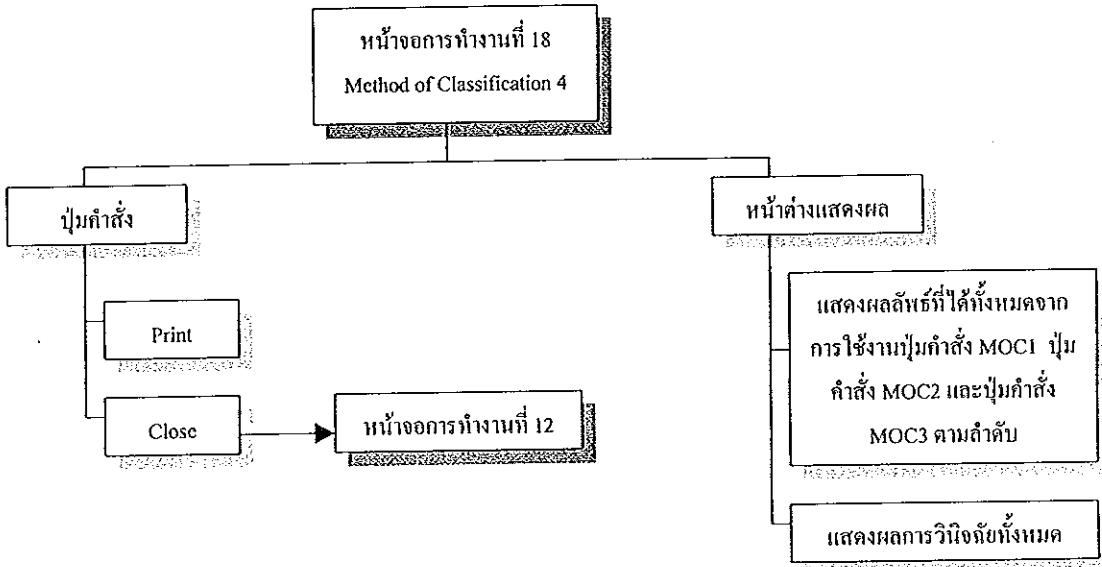 หน้าจอการทำงานที่ 18
Method of Classification 4
ปุ่มคำสั่ง
หน้าต่างแสดงผล
Print
Close
หน้าจอการทำงานที่ 12
แสดงผลลัพธ์ที่ได้ทั้งหมดจาก
การใช้งานปุ่มคำสั่ง MOC1 ปุ่ม
คำสั่ง MOC2 และปุ่มคำสั่ง
MOC3 ตามลำดับ
แสดงผลการวินิจฉัยทั้งหมด